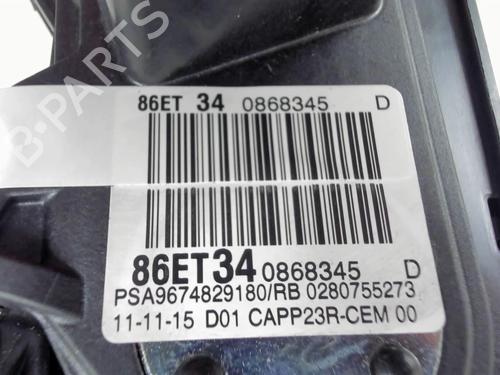 B-PARTS
86ET 34 0868345 D
86ET34 0868345 D
PSA9674829180/RB 0280755273
11-11-15 D01 CAPP23R-CEM 00